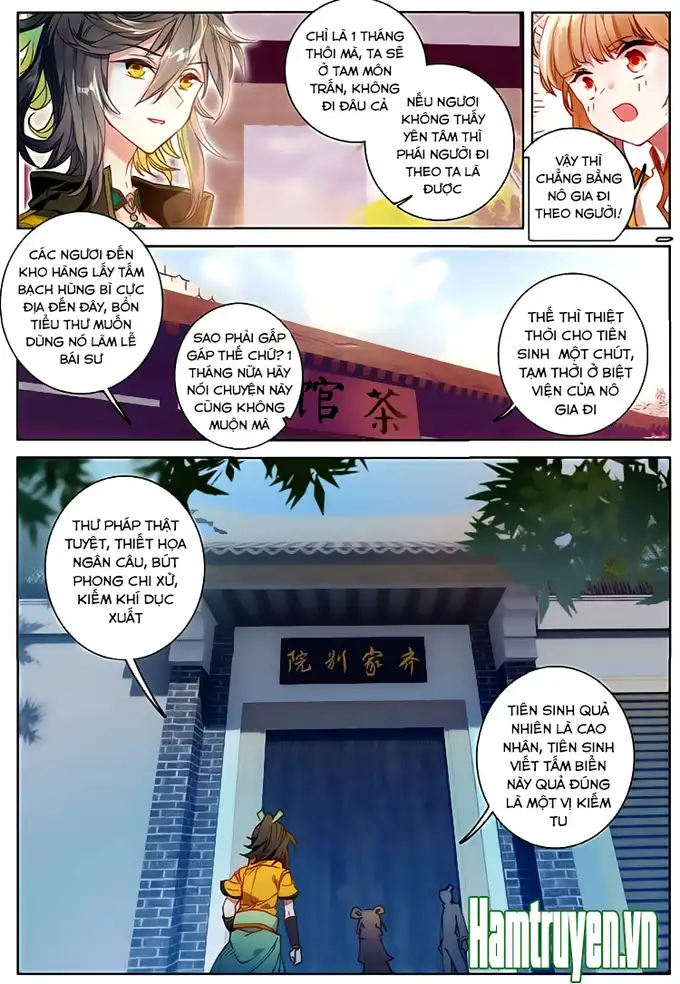 CHỈ LÀ 1 THÁNG
THÔI MÀ, TA SẼ
Ở TAM MÔN
TRẤN, KHÔNG
ĐI ĐÂU CẢ
NẾU NGƯƠI
KHÔNG THẤY
YÊN TÂM THÌ
PHÁI NGƯỜI ĐI
THEO TA LÀ
ĐƯỢC
VẬY THÌ
CHẲNG BẰNG
NÔ GIA ĐI
THEO NGƯỜI!
CÁC NGƯƠI ĐẾN
KHO HÀNG LẤY TẤM
BẠCH HÙNG BÌ CỰC
ĐỊA ĐẾN ĐÂY, BỔN
TIỂU THƯ MUỐN
DÙNG NÓ LÀM LỄ
BÁI SƯ
SAO PHẢI GẤP
GÁP THẾ CHỨ? 1
THÁNG NỮA HÃY
NÓI CHUYỆN NÀY
CŨNG KHÔNG
MUỘN MÀ
THẾ THÌ THIỆT
THÒI CHO TIÊN
SINH MỘT CHÚT,
TẠM THỜI Ở BIỆT
VIỆN CỦA NÔ
GIA ĐI
館茶
THƯ PHÁP THẬT
TUYỆT, THIẾT HỌA
NGÂN CÂU, BÚT
PHONG CHI XỬ,
KIẾM KHÍ DỤC
XUẤT
院别家齐
TIÊN SINH QUẢ
NHIÊN LÀ CAO
NHÂN, TIÊN SINH
VIẾT TẤM BIỂN
NÀY QUẢ ĐÚNG
LÀ MỘT VỊ KIẾM
TU
Hamtruyen.vn